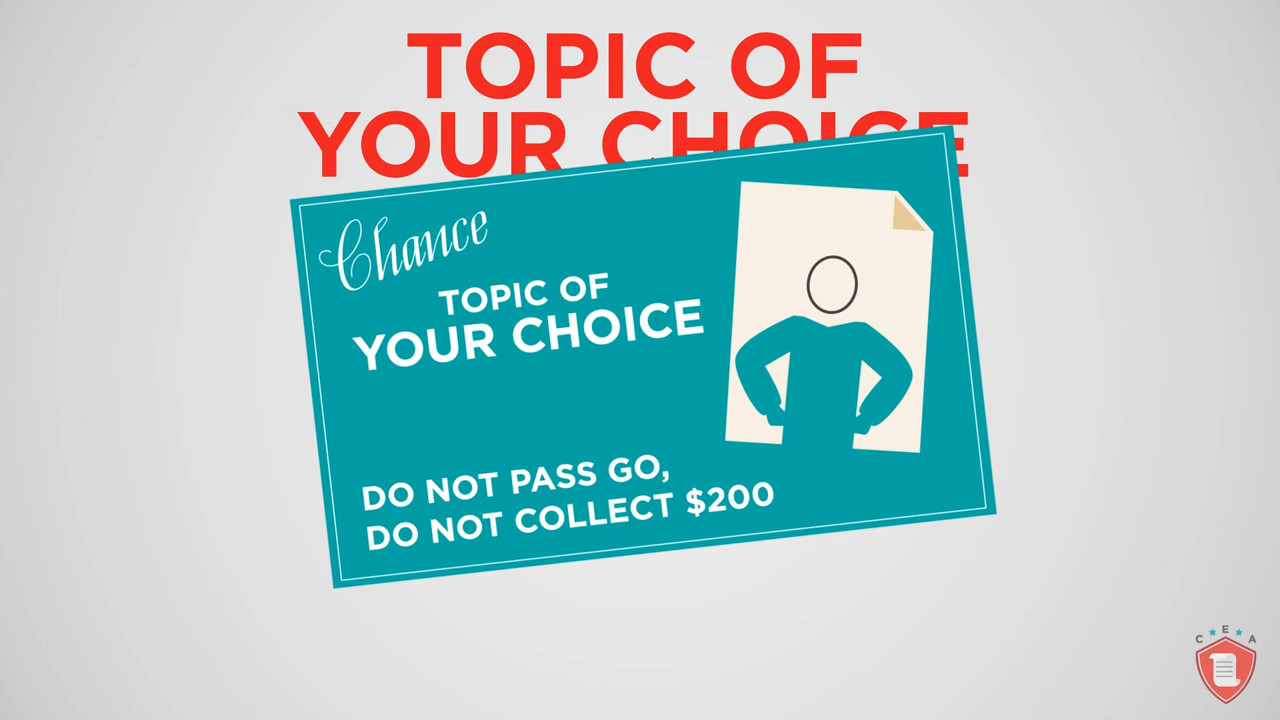 TOPIC OF
YOUR CHOICE
Chance
TOPIC OF
YOUR CHOICE
DO NOT PASS GO,
DO NOT COLLECT $200
C E A